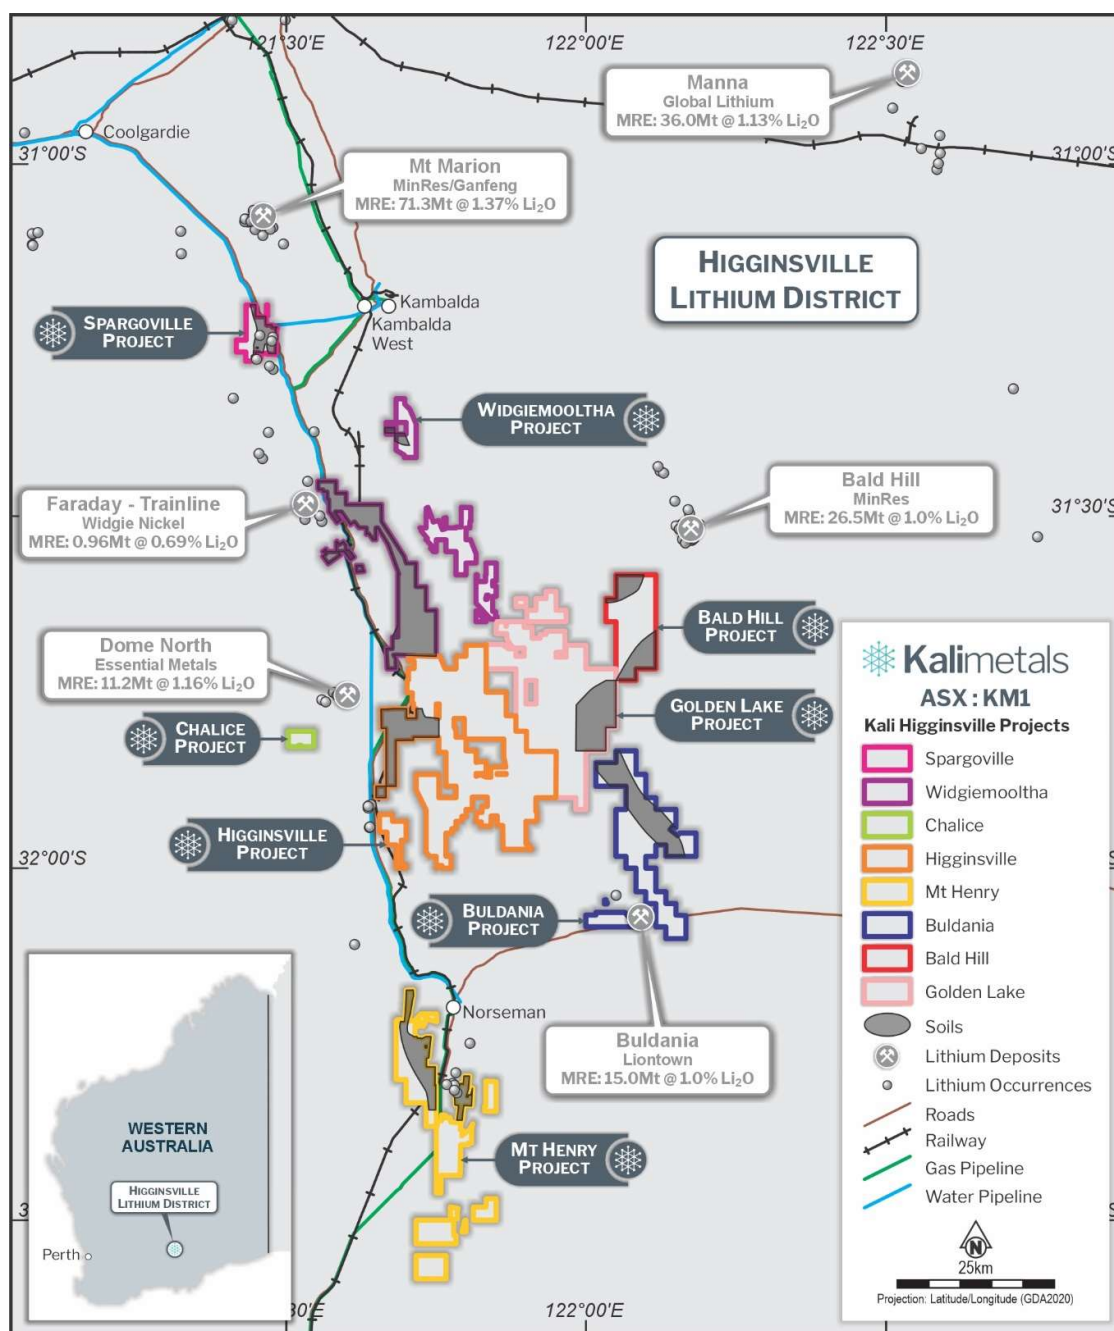 121°30'E
122°00'E
122°30'E
Manna
Global Lithium
MRE: 36.0Mt @ 1.13% Li₂O
Coolgardie
31°00'S
31°00'S
Mt Marion
MinRes/Ganfeng
MRE: 71.3Mt @ 1.37% Li₂O
HIGGINSVILLE
LITHIUM DISTRICT
SPARGOVILLE
PROJECT
Kambalda
Kambalda
West
WIDGIEMOOLTHA
PROJECT
Faraday - Trainline
Widgie Nickel
MRE: 0.96Mt @ 0.69% Li₂O
Bald Hill
MinRes
MRE: 26.5Mt @ 1.0% Li₂O
31°30'S
BALD HILL
PROJECT
Dome North
Essential Metals
MRE: 11.2Mt @ 1.16% Li₂O
GOLDEN LAKE
PROJECT
CHALICE
PROJECT
HIGGINSVILLE
PROJECT
32°00'S
S
BULDANIA
PROJECT
Norseman
Buldania
Liontown
MRE: 15.0Mt @ 1.0% Li₂O
MT HENRY
PROJECT
3
S
30'E
122°00'E
Kalimetals
ASX : KM1
Kali Higginsville Projects
Spargoville
Widgiemooltha
Chalice
Higginsville
Mt Henry
Buldania
Bald Hill
Golden Lake
Soils
Lithium Deposits
Lithium Occurrences
Roads
Railway
Gas Pipeline
Water Pipeline
N
25km
Projection: Latitude/Longitude (GDA2020)
WESTERN
AUSTRALIA
HIGGINSVILLE
LITHIUM DISTRICT
Perth